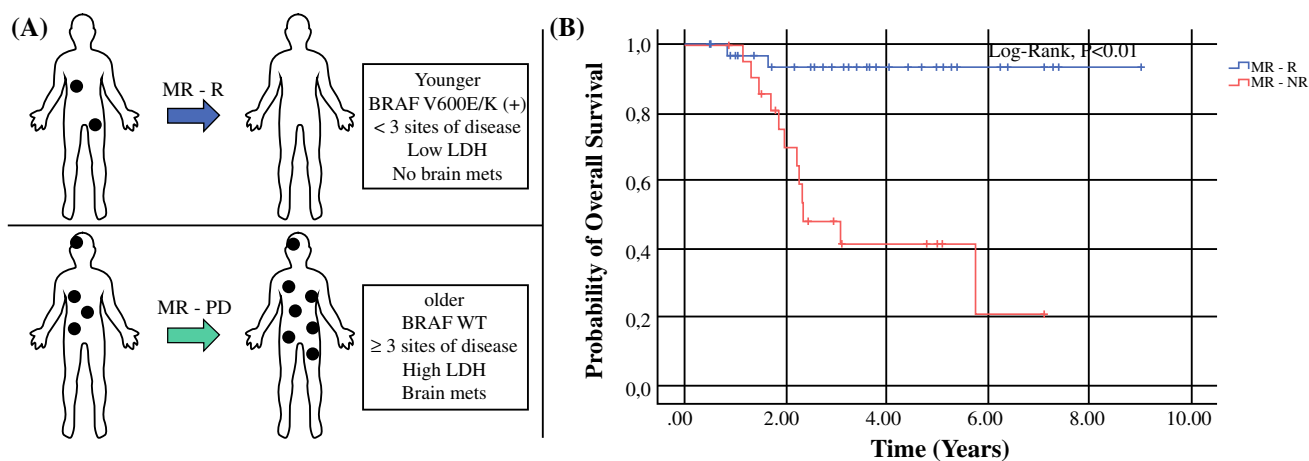 (A)
MR - R
Younger
BRAF V600E/K (+)
< 3 sites of disease
Low LDH
No brain mets
MR - PD
older
BRAF WT
≥ 3 sites of disease
High LDH
Brain mets
(B)
Probability of Overall Survival
1,0
0,8
0,6
0,4
0,2
0,0
Log-Rank, P<0.01
MR - R
MR - NR
.00 2.00 4.00 6.00 8.00 10.00
Time (Years)